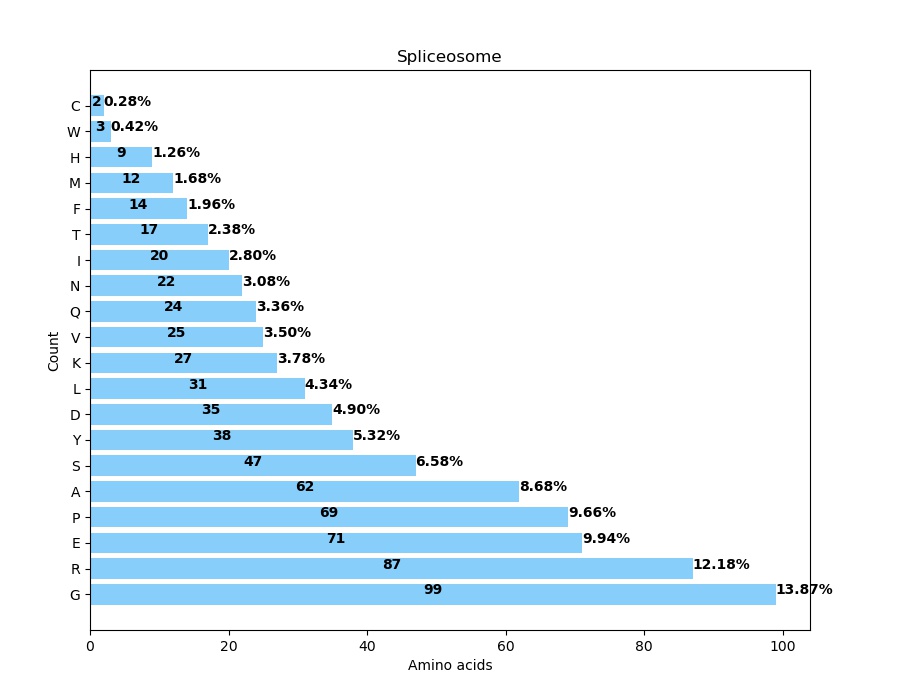 Spliceosome
C 2 0.28%
W 3 0.42%
H 9 1.26%
M 12 1.68%
F 14 1.96%
T 17 2.38%
I 20 2.80%
N 22 3.08%
Q 24 3.36%
V 25 3.50%
K 27 3.78%
L 31 4.34%
D 35 4.90%
Y 38 5.32%
S 47 6.58%
A 62 8.68%
P 69 9.66%
E 71 9.94%
R 87 12.18%
G 99 13.87%
Count
0 20 40 60 80 100
Amino acids